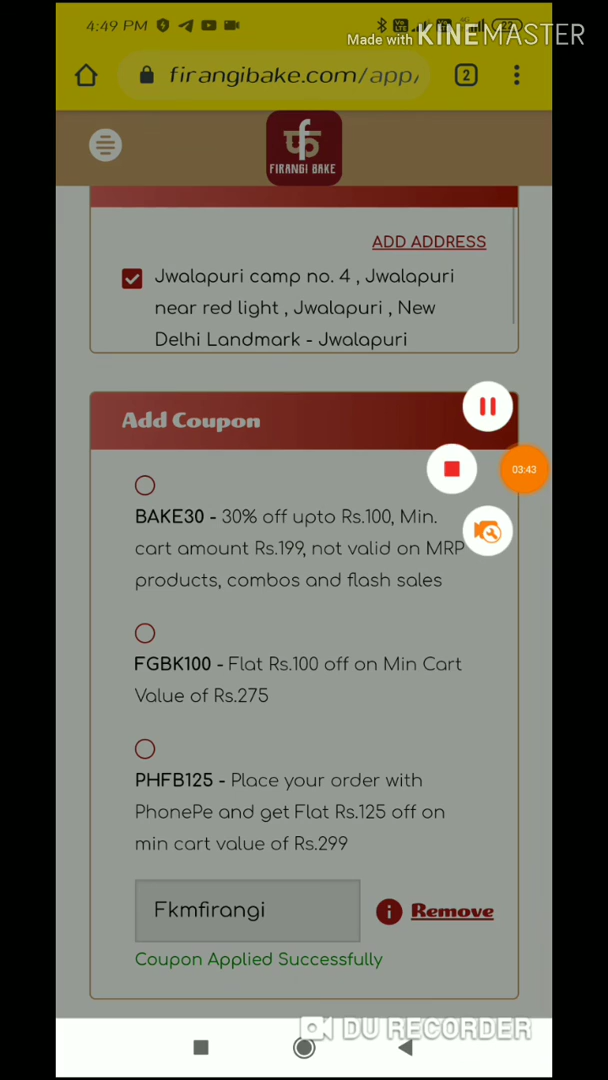 4:49 PM
23
Made with KINEMASTER
firangibake.com/app/
2
फ
FIRANGI BAKE
ADD ADDRESS
Jwalapuri camp no. 4 , Jwalapuri
near red light , Jwalapuri , New
Delhi Landmark - Jwalapuri
Add Coupon
03:43
BAKE30 - 30% off upto Rs.100, Min.
cart amount Rs.199, not valid on MRP
products, combos and flash sales
FGBK100 - Flat Rs.100 off on Min Cart
Value of Rs.275
PHFB125 - Place your order with
PhonePe and get Flat Rs.125 off on
min cart value of Rs.299
Fkmfirangi
i Remove
Coupon Applied Successfully
DU RECORDER